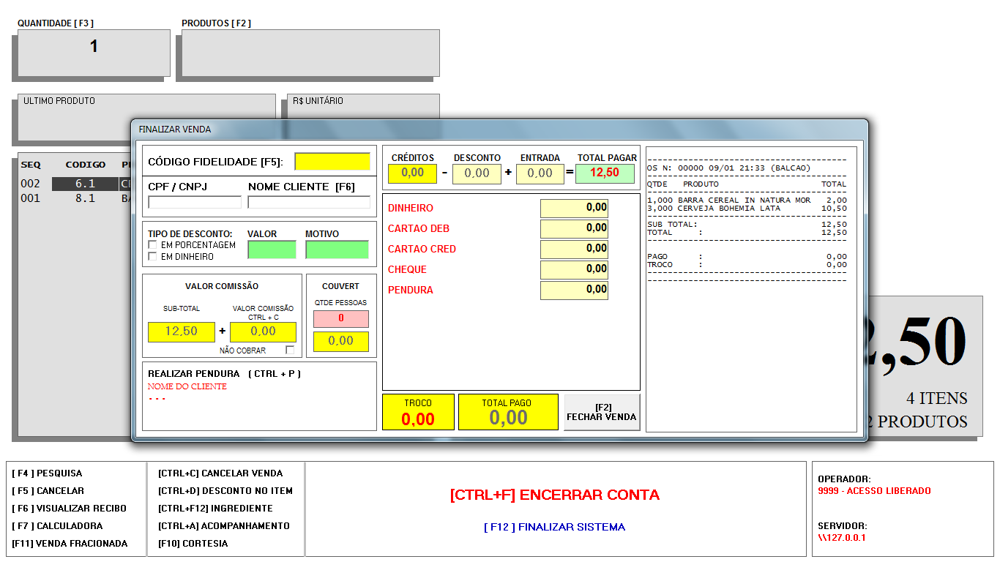 QUANTIDADE [ F3 ]
1
PRODUTOS [ F2 ]
ULTIMO PRODUTO
R$ UNITÁRIO
SEQ CODIGO
002 6.1
001 8.1
FINALIZAR VENDA
CÓDIGO FIDELIDADE [F5]:
CPF / CNPJ NOME CLIENTE [F6]
TIPO DE DESCONTO: VALOR MOTIVO
EM PORCENTAGEM
EM DINHEIRO
VALOR COMISSÃO
SUB-TOTAL VALOR COMISSÃO
CTRL + C
12,50 + 0,00
NÃO COBRAR
COUVERT
QTDE PESSOAS
0
0,00
REALIZAR PENDURA ( CTRL + P )
NOME DO CLIENTE
- - -
CRÉDITOS DESCONTO ENTRADA TOTAL PAGAR
0,00 - 0,00 + 0,00 = 12,50
DINHEIRO 0,00
CARTAO DEB 0,00
CARTAO CRED 0,00
CHEQUE 0,00
PENDURA 0,00
TROCO
0,00
TOTAL PAGO
0,00
[F2]
FECHAR VENDA
----------------------------------------
OS N: 00000 09/01 21:33 (BALCAO)
----------------------------------------
QTDE PRODUTO TOTAL
----------------------------------------
1,000 BARRA CEREAL IN NATURA MOR 2,00
3,000 CERVEJA BOHEMIA LATA 10,50
----------------------------------------
SUB TOTAL: 12,50
TOTAL : 12,50
----------------------------------------
PAGO : 0,00
TROCO : 0,00
----------------------------------------
----------------------------------------
2,50
4 ITENS
2 PRODUTOS
[ F4 ] PESQUISA
[ F5 ] CANCELAR
[ F6 ] VISUALIZAR RECIBO
[ F7 ] CALCULADORA
[F11] VENDA FRACIONADA
[CTRL+C] CANCELAR VENDA
[CTRL+D] DESCONTO NO ITEM
[CTRL+F12] INGREDIENTE
[CTRL+A] ACOMPANHAMENTO
[F10] CORTESIA
[CTRL+F] ENCERRAR CONTA
[ F12 ] FINALIZAR SISTEMA
OPERADOR:
9999 - ACESSO LIBERADO
SERVIDOR:
\\127.0.0.1